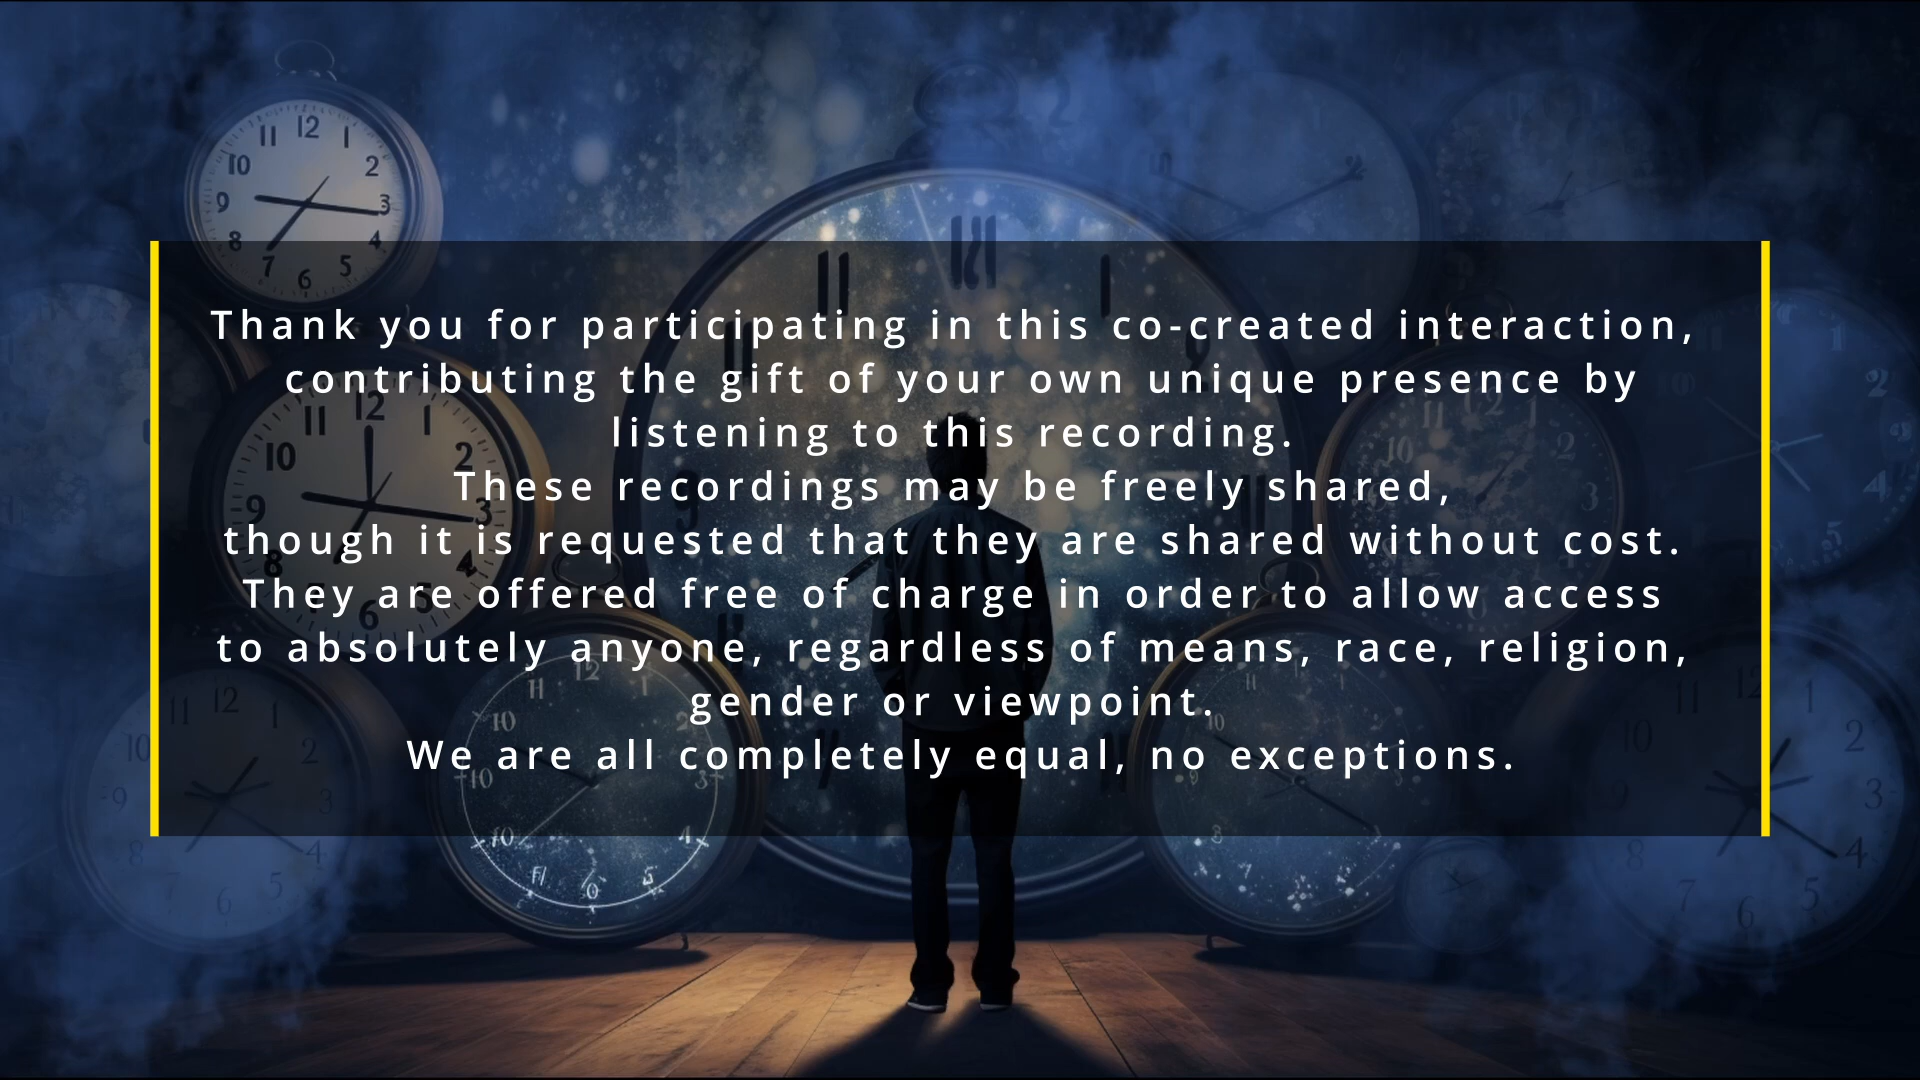 Thank you for participating in this co-created interaction,
contributing the gift of your own unique presence by
listening to this recording.
These recordings may be freely shared,
though it is requested that they are shared without cost.
They are offered free of charge in order to allow access
to absolutely anyone, regardless of means, race, religion,
gender or viewpoint.
We are all completely equal, no exceptions.